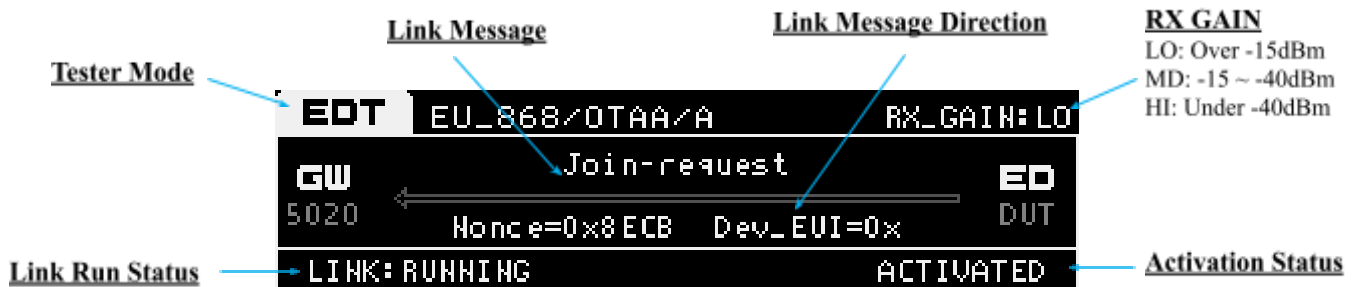 Link Message
Link Message Direction
RX GAIN
LO: Over -15dBm
MD: -15 ~ -40dBm
HI: Under -40dBm
Tester Mode
EDT EU_868/OTAA/A RX_GAIN:LO
Join-request
GW ED
5020 DUT
Nonce=0x8ECB Dev_EUI=0x
Link Run Status LINK:RUNNING ACTIVATED Activation Status